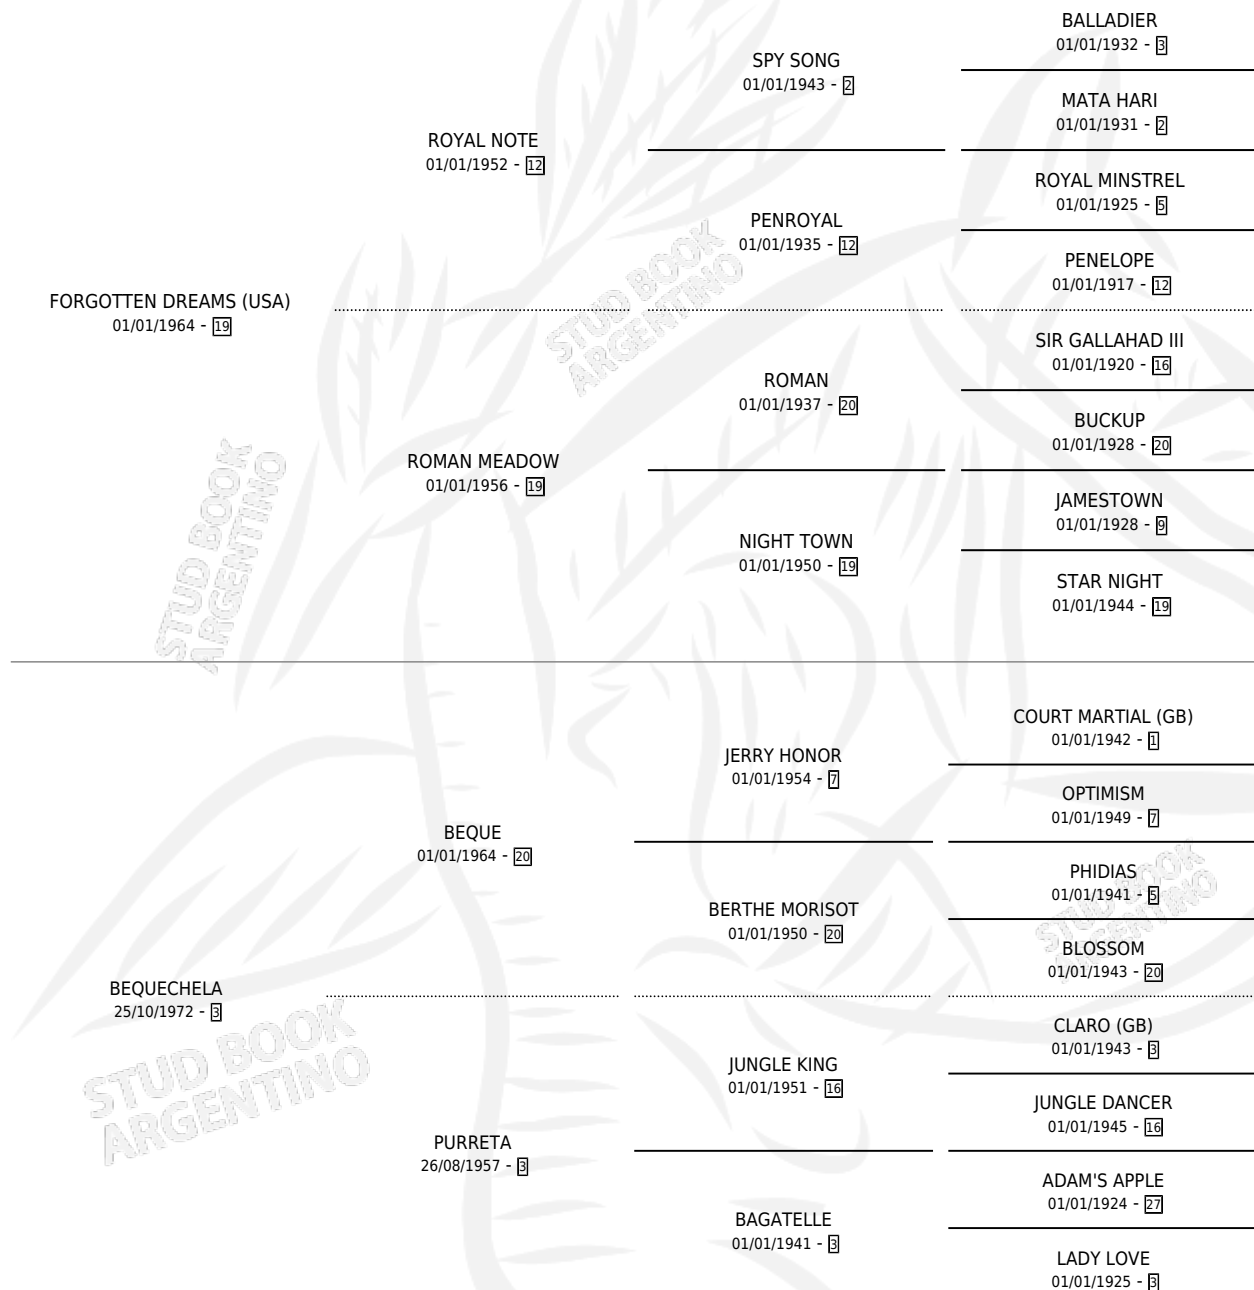 BALLADIER
01/01/1932 - 3
SPY SONG
01/01/1943 - 2
MATA HARI
01/01/1931 - 2
ROYAL NOTE
01/01/1952 - 12
ROYAL MINSTREL
01/01/1925 - 5
PENROYAL
01/01/1935 - 12
PENELOPE
01/01/1917 - 12
FORGOTTEN DREAMS (USA)
01/01/1964 - 19
SIR GALLAHAD III
01/01/1920 - 16
ROMAN
01/01/1937 - 20
BUCKUP
01/01/1928 - 20
ROMAN MEADOW
01/01/1956 - 19
JAMESTOWN
01/01/1928 - 9
NIGHT TOWN
01/01/1950 - 19
STAR NIGHT
01/01/1944 - 19
STUD BOOK
ARGENTINO
STUD BOOK
ARGENTINO
COURT MARTIAL (GB)
01/01/1942 - 1
JERRY HONOR
01/01/1954 - 7
OPTIMISM
01/01/1949 - 7
BEQUE
01/01/1964 - 20
PHIDIAS
01/01/1941 - 5
BERTHE MORISOT
01/01/1950 - 20
BLOSSOM
01/01/1943 - 20
BEQUECHELA
25/10/1972 - 3
CLARO (GB)
01/01/1943 - 3
JUNGLE KING
01/01/1951 - 16
JUNGLE DANCER
01/01/1945 - 16
PURRETA
26/08/1957 - 3
ADAM'S APPLE
01/01/1924 - 27
BAGATELLE
01/01/1941 - 3
LADY LOVE
01/01/1925 - 3
STUD BOOK
ARGENTINO
STUD BOOK
ARGENTINO